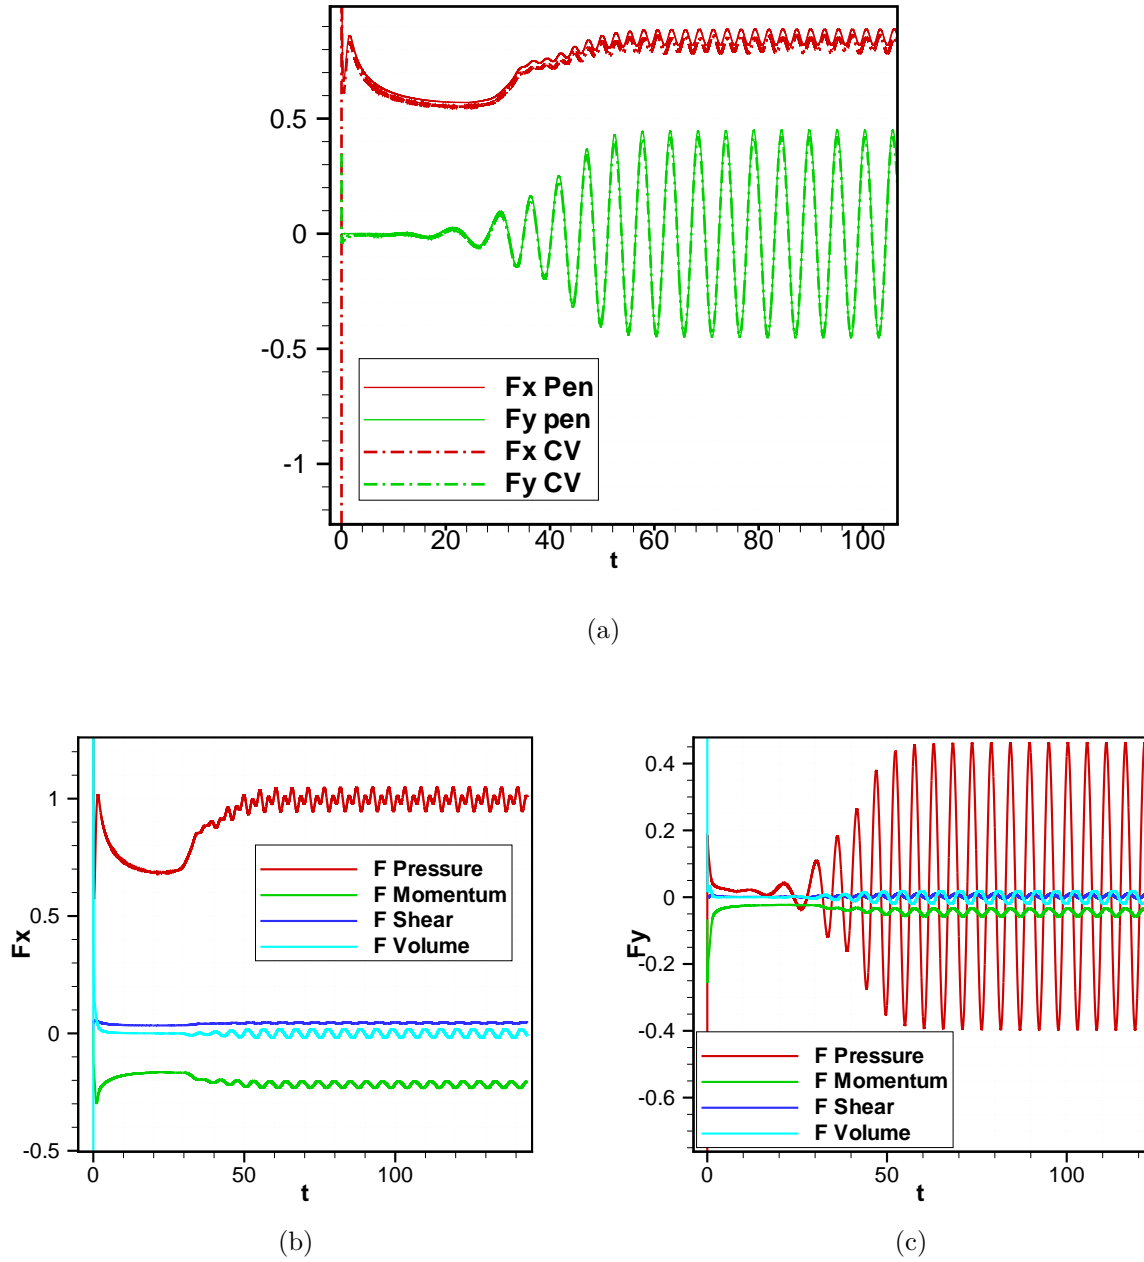 0.5
0
-0.5
-1
Fx Pen
Fy pen
Fx CV
Fy CV
0 20 40 60 80 100
t
(a)
1
0.5
0
-0.5
Fx
F Pressure
F Momentum
F Shear
F Volume
0 50 100
t
(b)
0.4
0.2
0
-0.2
-0.4
-0.6
Fy
F Pressure
F Momentum
F Shear
F Volume
0 50 100
t
(c)